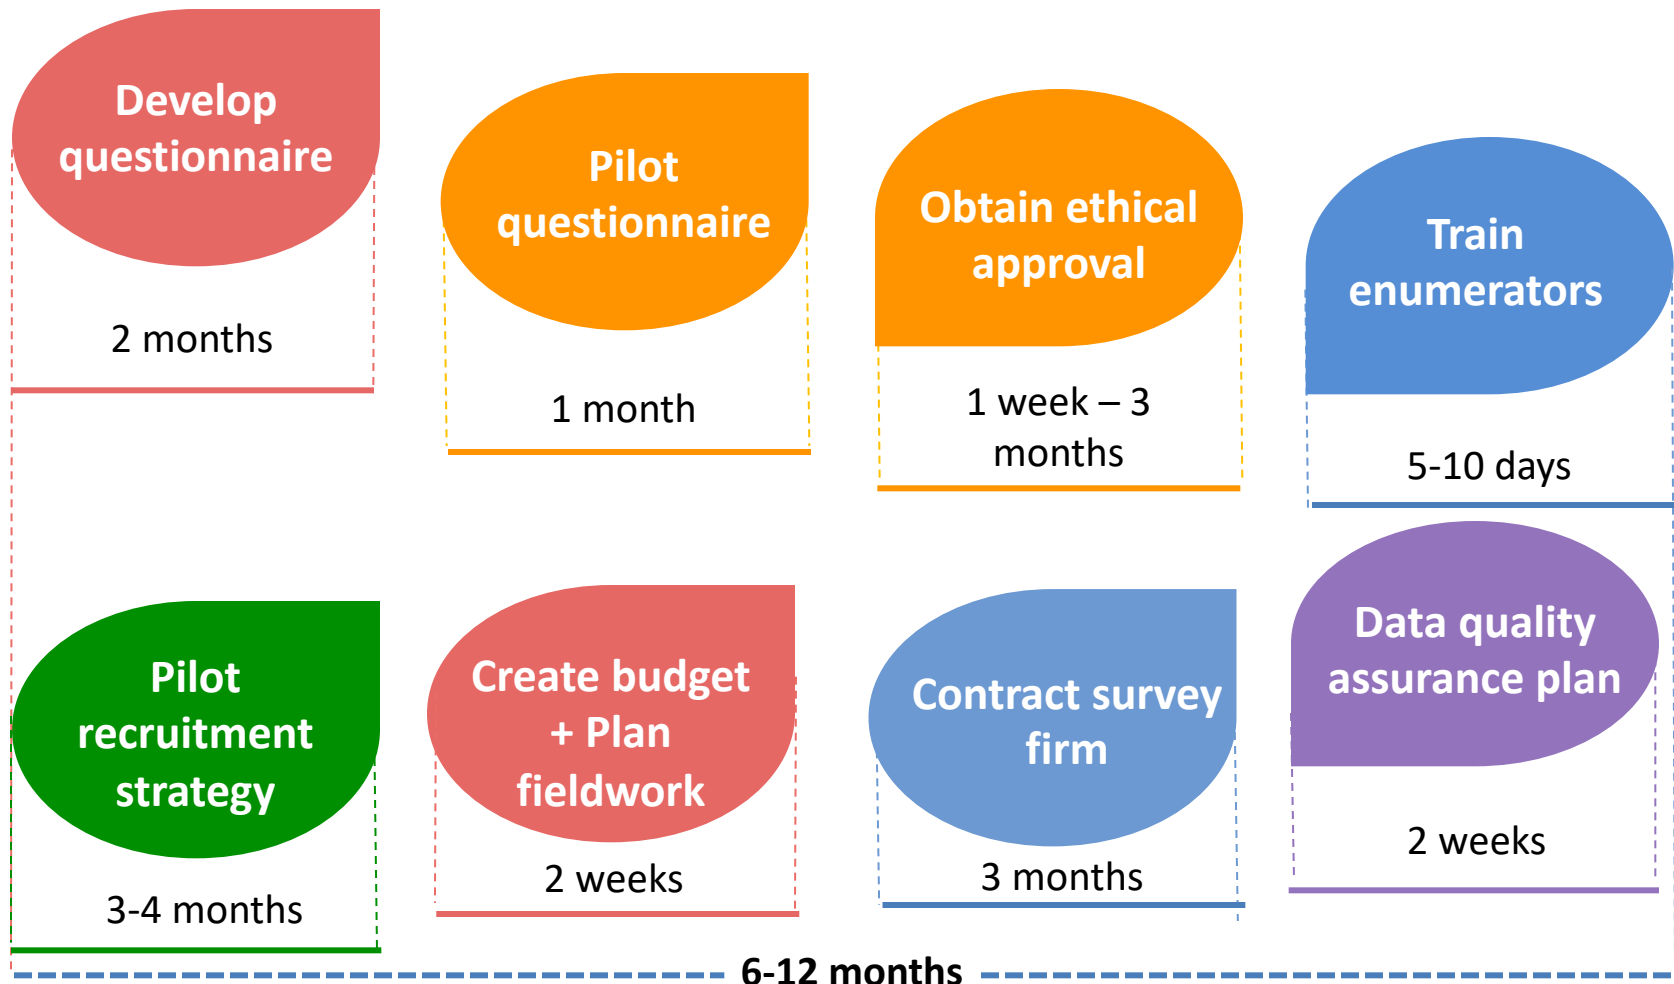 Develop
questionnaire
2 months
Pilot
questionnaire
1 month
Obtain ethical
approval
1 week – 3
months
Train
enumerators
5-10 days
Pilot
recruitment
strategy
3-4 months
Create budget
+ Plan
fieldwork
2 weeks
Contract survey
firm
3 months
Data quality
assurance plan
2 weeks
6-12 months